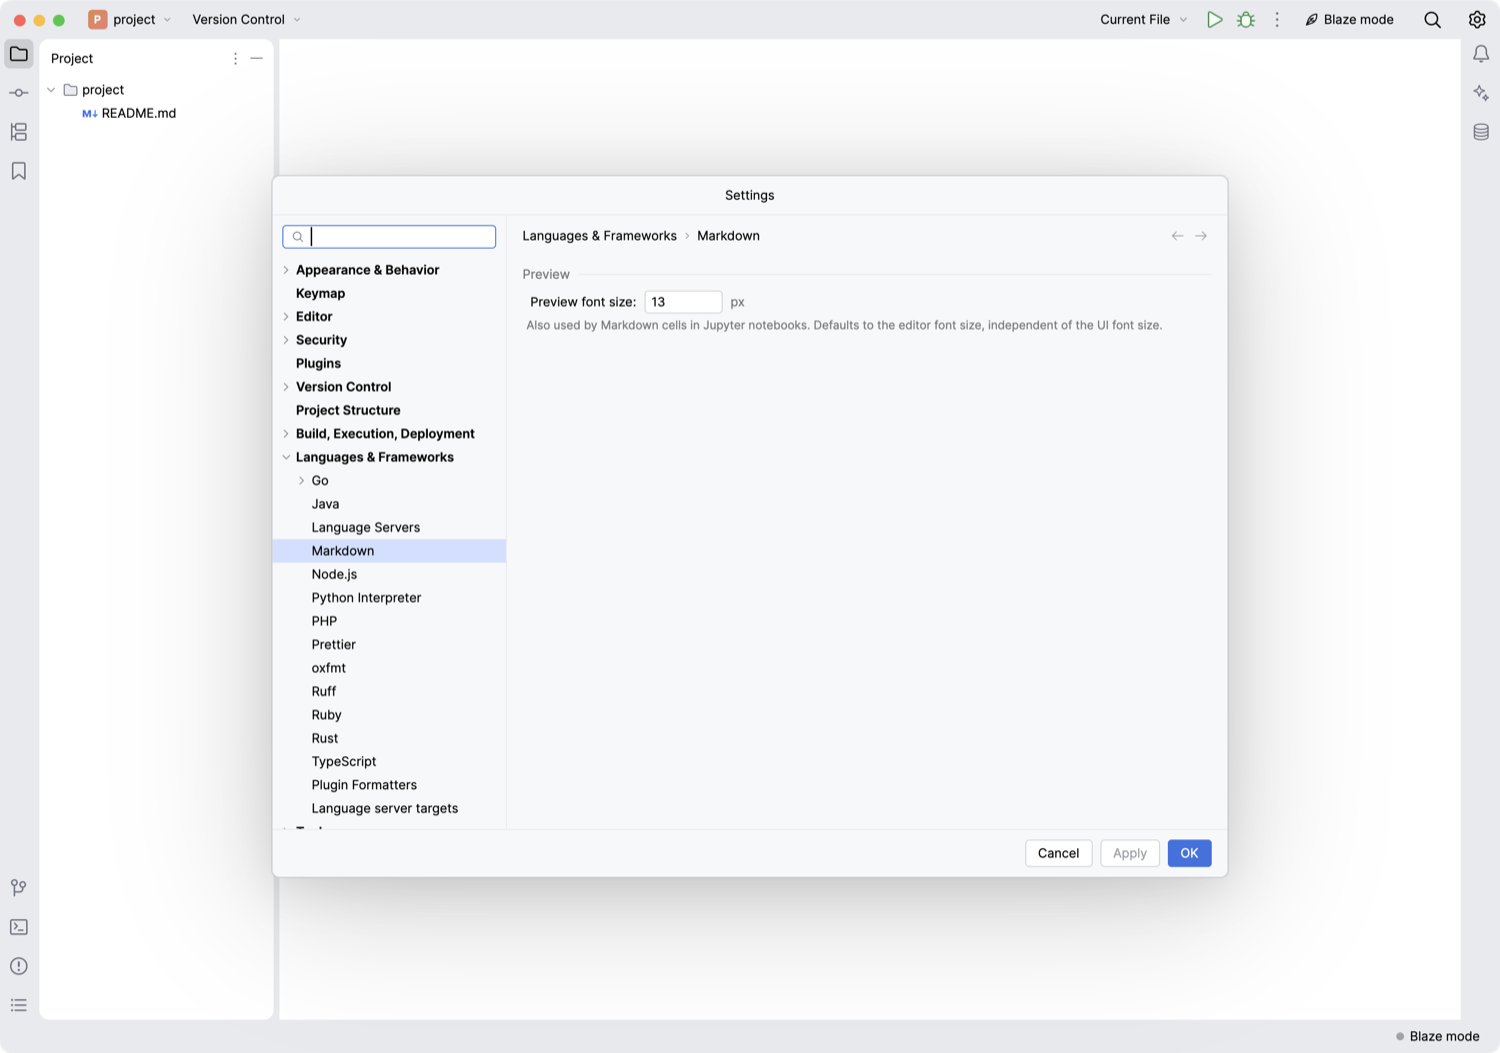 P project Version Control Current File Blaze mode
Project
project
M↓ README.md
Settings
Languages & Frameworks › Markdown
Appearance & Behavior
Keymap
Editor
Security
Plugins
Version Control
Project Structure
Build, Execution, Deployment
Languages & Frameworks
Go
Java
Language Servers
Markdown
Node.js
Python Interpreter
PHP
Prettier
oxfmt
Ruff
Ruby
Rust
TypeScript
Plugin Formatters
Language server targets
Preview
Preview font size: 13 px
Also used by Markdown cells in Jupyter notebooks. Defaults to the editor font size, independent of the UI font size.
Cancel Apply OK
Blaze mode